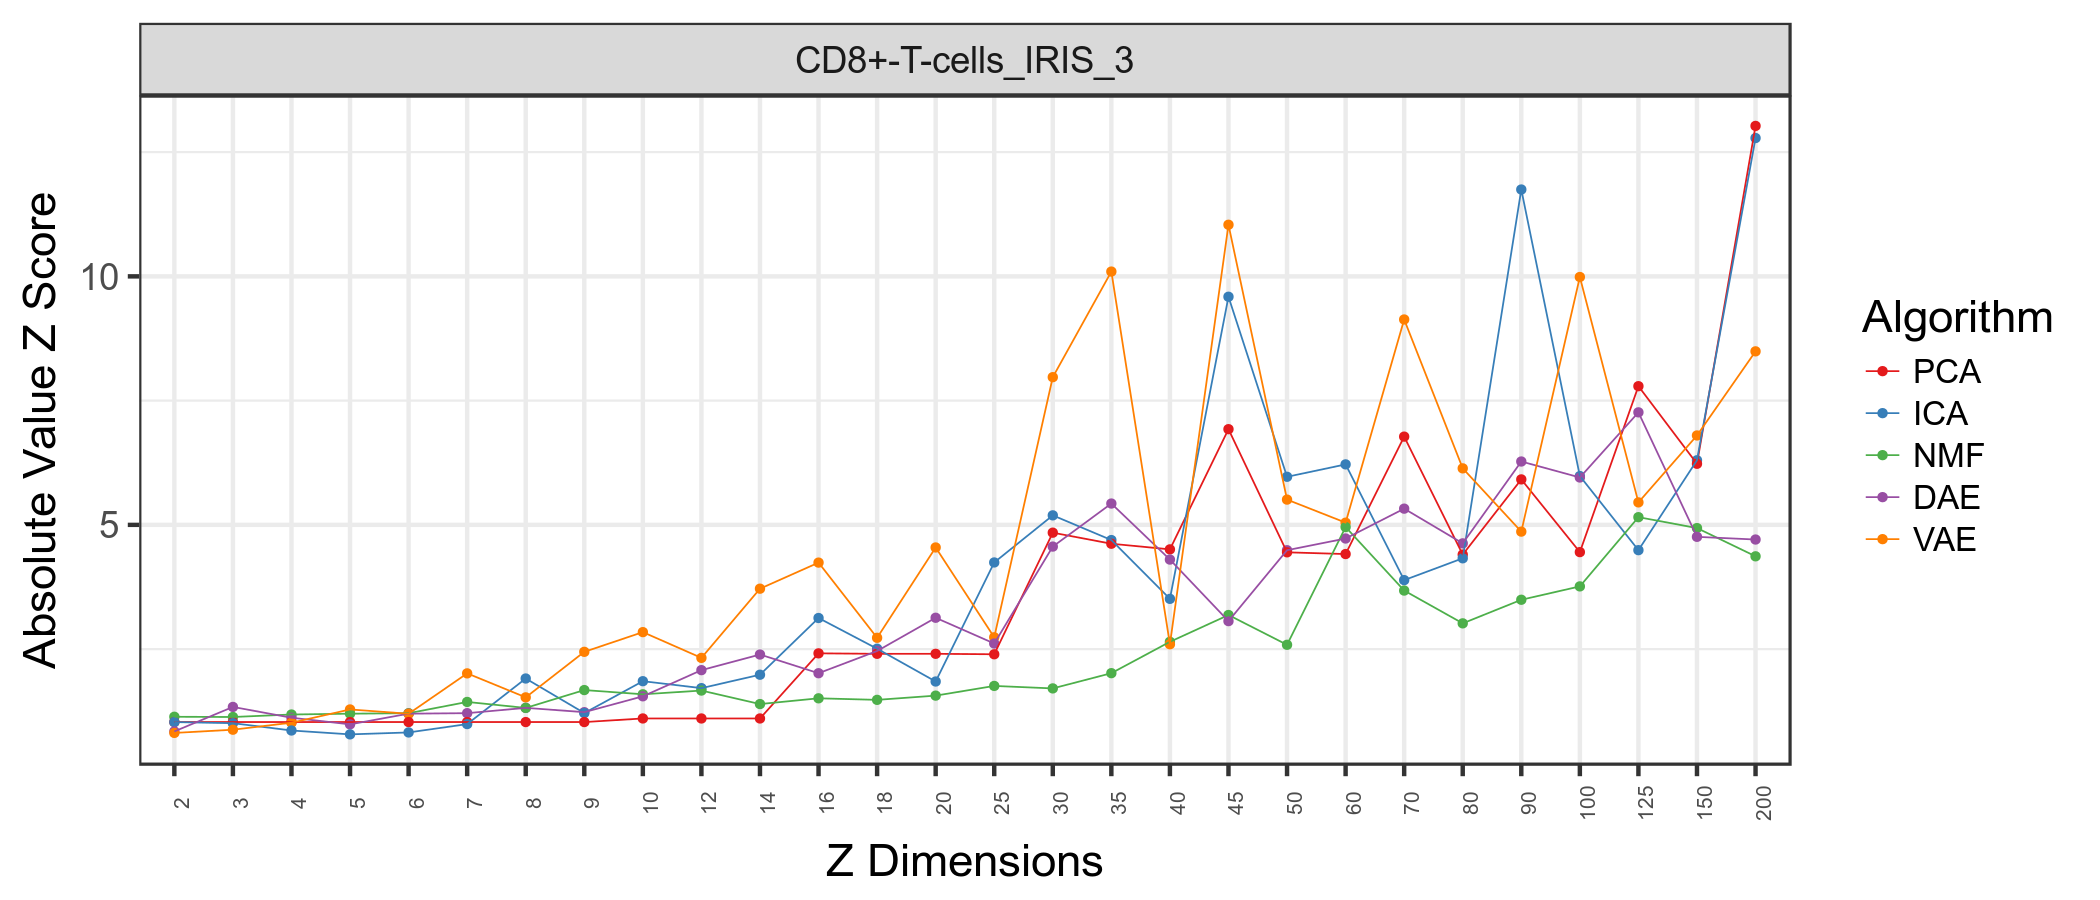 CD8+-T-cells_IRIS_3
Absolute Value Z Score
10
5
2 3 4 5 6 7 8 9 10 12 14 16 18 20 25 30 35 40 45 50 60 70 80 90 100 125 150 200
Z Dimensions
Algorithm
PCA
ICA
NMF
DAE
VAE